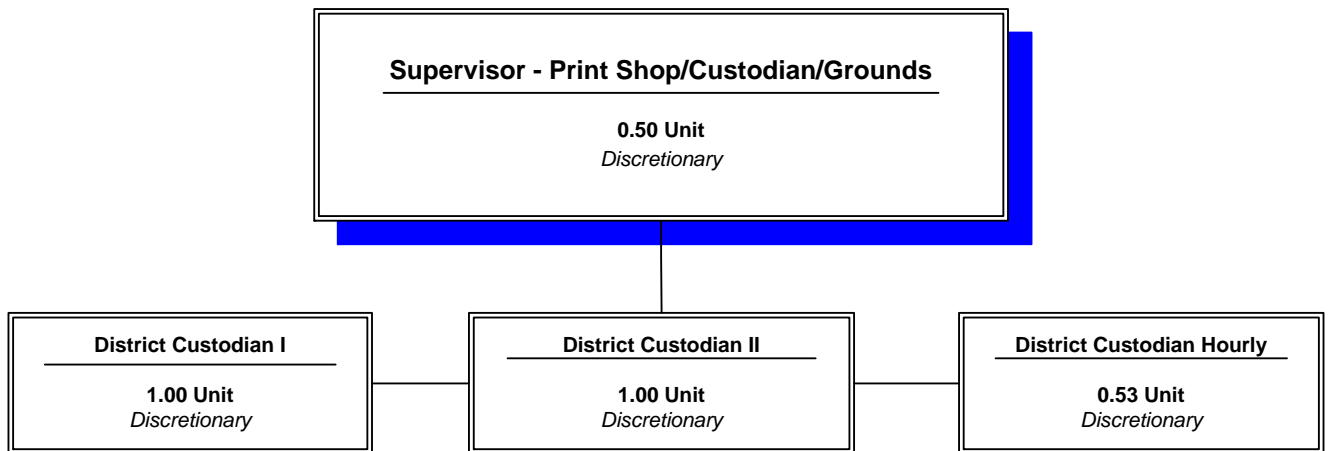 Supervisor - Print Shop/Custodian/Grounds
0.50 Unit
Discretionary
District Custodian I
1.00 Unit
Discretionary
District Custodian II
1.00 Unit
Discretionary
District Custodian Hourly
0.53 Unit
Discretionary